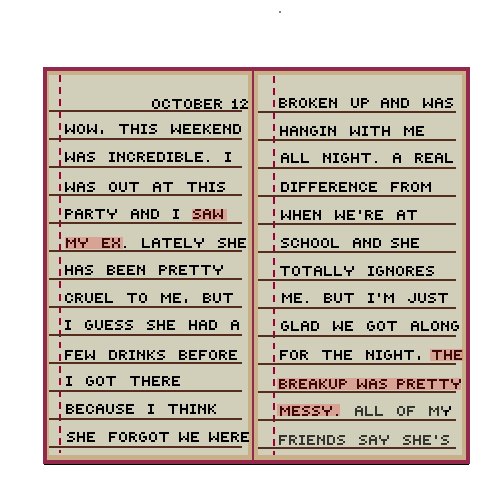 OCTOBER 12
WOW. THIS WEEKEND
WAS INCREDIBLE. I
WAS OUT AT THIS
PARTY AND I SAW
MY EX. LATELY SHE
HAS BEEN PRETTY
CRUEL TO ME, BUT
I GUESS SHE HAD A
FEW DRINKS BEFORE
I GOT THERE
BECAUSE I THINK
SHE FORGOT WE WERE
BROKEN UP AND WAS
HANGIN WITH ME
ALL NIGHT. A REAL
DIFFERENCE FROM
WHEN WE'RE AT
SCHOOL AND SHE
TOTALLY IGNORES
ME. BUT I'M JUST
GLAD WE GOT ALONG
FOR THE NIGHT. THE
BREAKUP WAS PRETTY
MESSY. ALL OF MY
FRIENDS SAY SHE'S